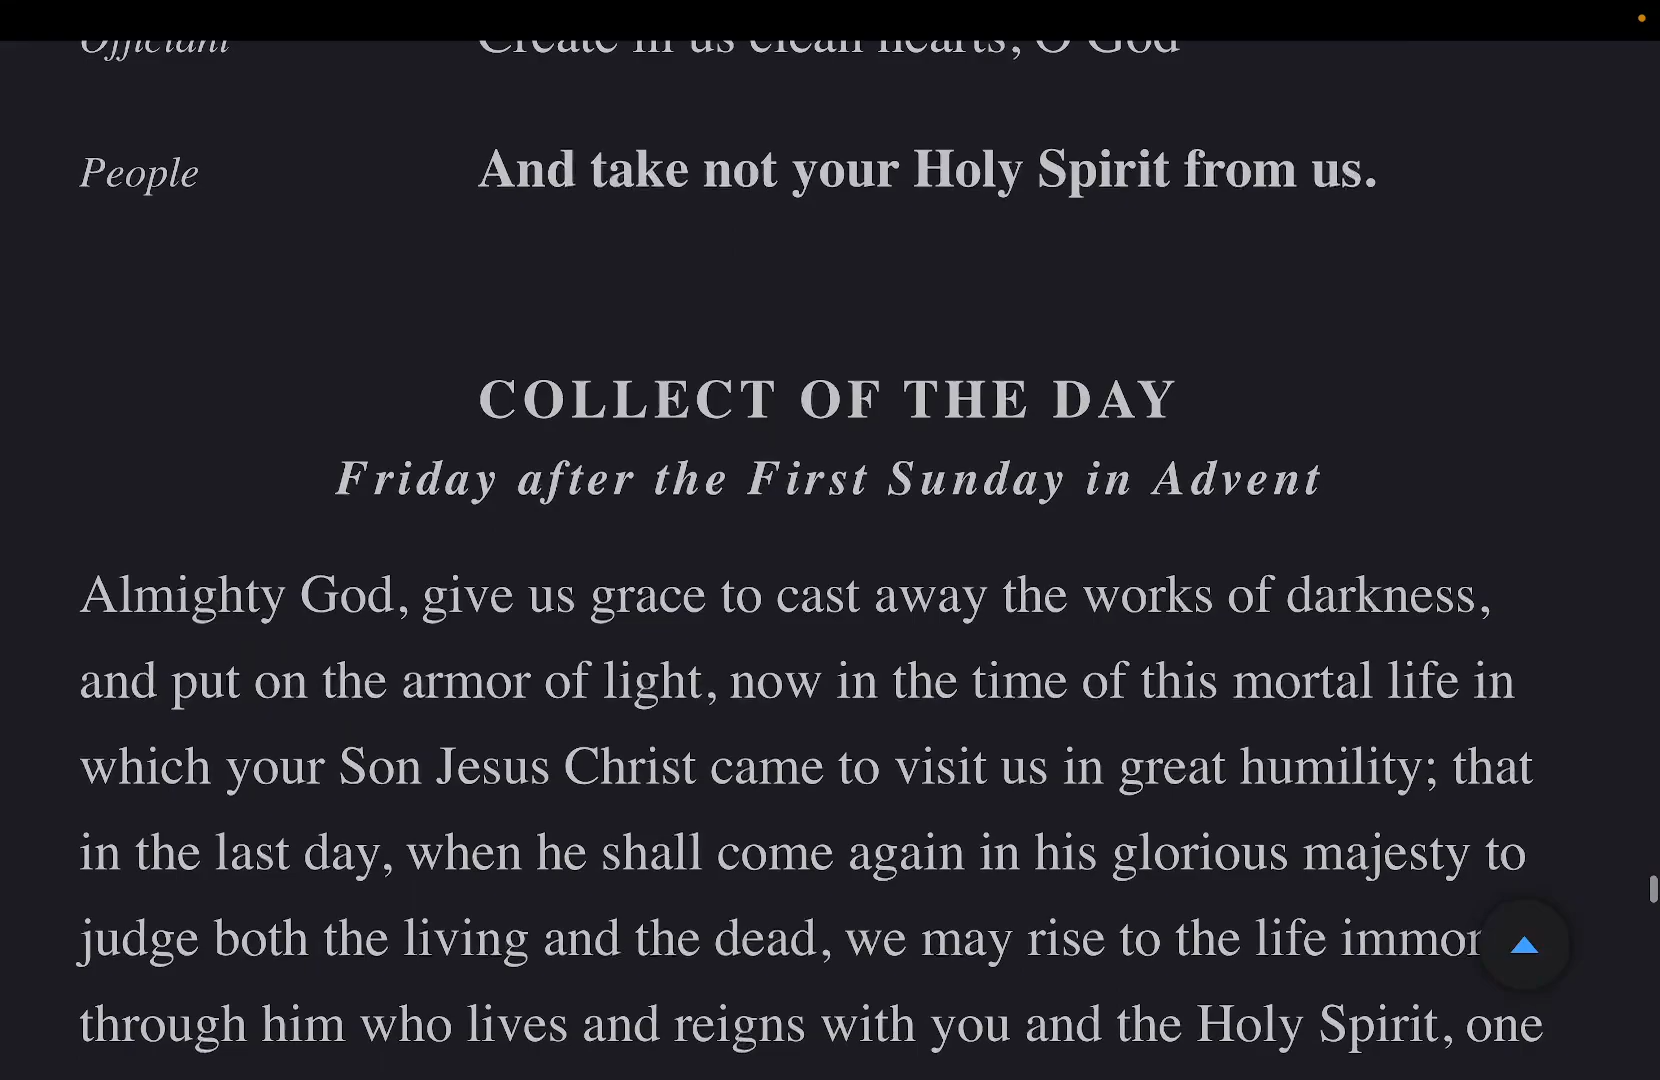 Officiant Create in us clean hearts, O God
People And take not your Holy Spirit from us.
COLLECT OF THE DAY
Friday after the First Sunday in Advent
Almighty God, give us grace to cast away the works of darkness,
and put on the armor of light, now in the time of this mortal life in
which your Son Jesus Christ came to visit us in great humility; that
in the last day, when he shall come again in his glorious majesty to
judge both the living and the dead, we may rise to the life immor
through him who lives and reigns with you and the Holy Spirit, one